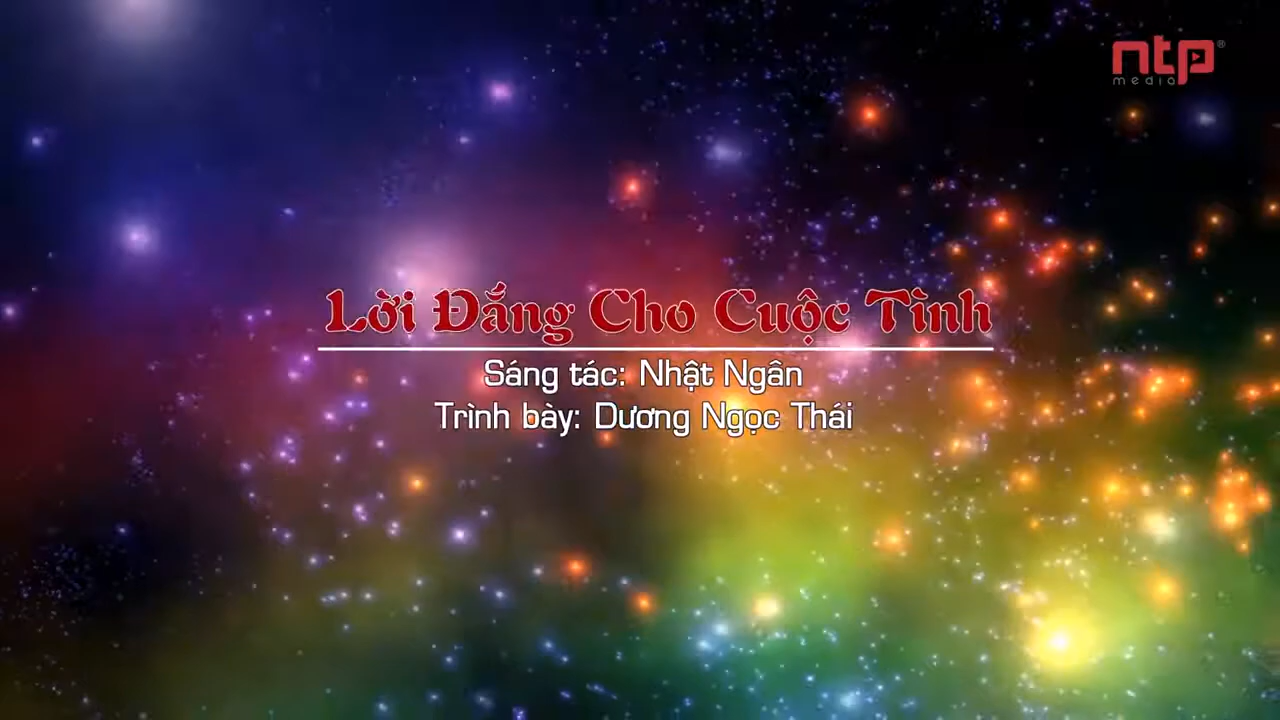 ntp®
media
Lời Đắng Cho Cuộc Tình
Sáng tác: Nhật Ngân
Trình bày: Dương Ngọc Thái